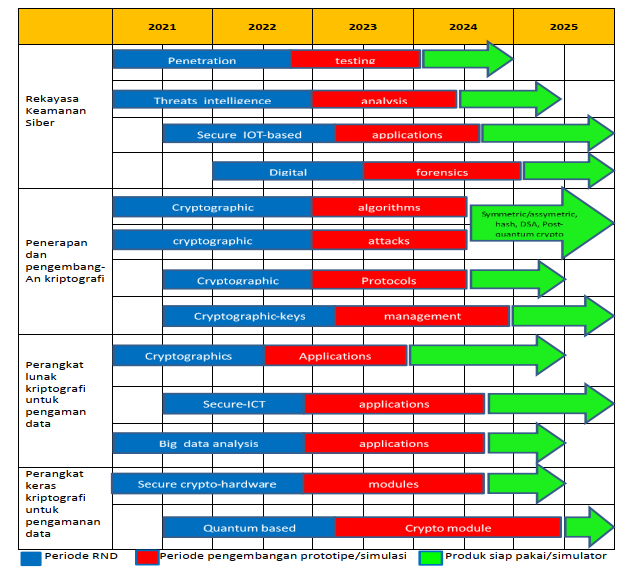 2021 2022 2023 2024 2025
Rekayasa
Keamanan
Siber
Penetration testing
Threats intelligence analysis
Secure IOT-based applications
Digital forensics
Penerapan
dan
pengembang-
An kriptografi
Cryptographic algorithms
Symmetric/assymetric,
hash, DSA, Post-
quantum crypto
cryptographic attacks
Cryptographic Protocols
Cryptographic-keys management
Perangkat
lunak
kriptografi
untuk
pengaman
data
Cryptographics Applications
Secure-ICT applications
Big data analysis applications
Perangkat
keras
kriptografi
untuk
pengamanan
data
Secure crypto-hardware modules
Quantum based Crypto module
Periode RND Periode pengembangan prototipe/simulasi Produk siap pakai/simulator